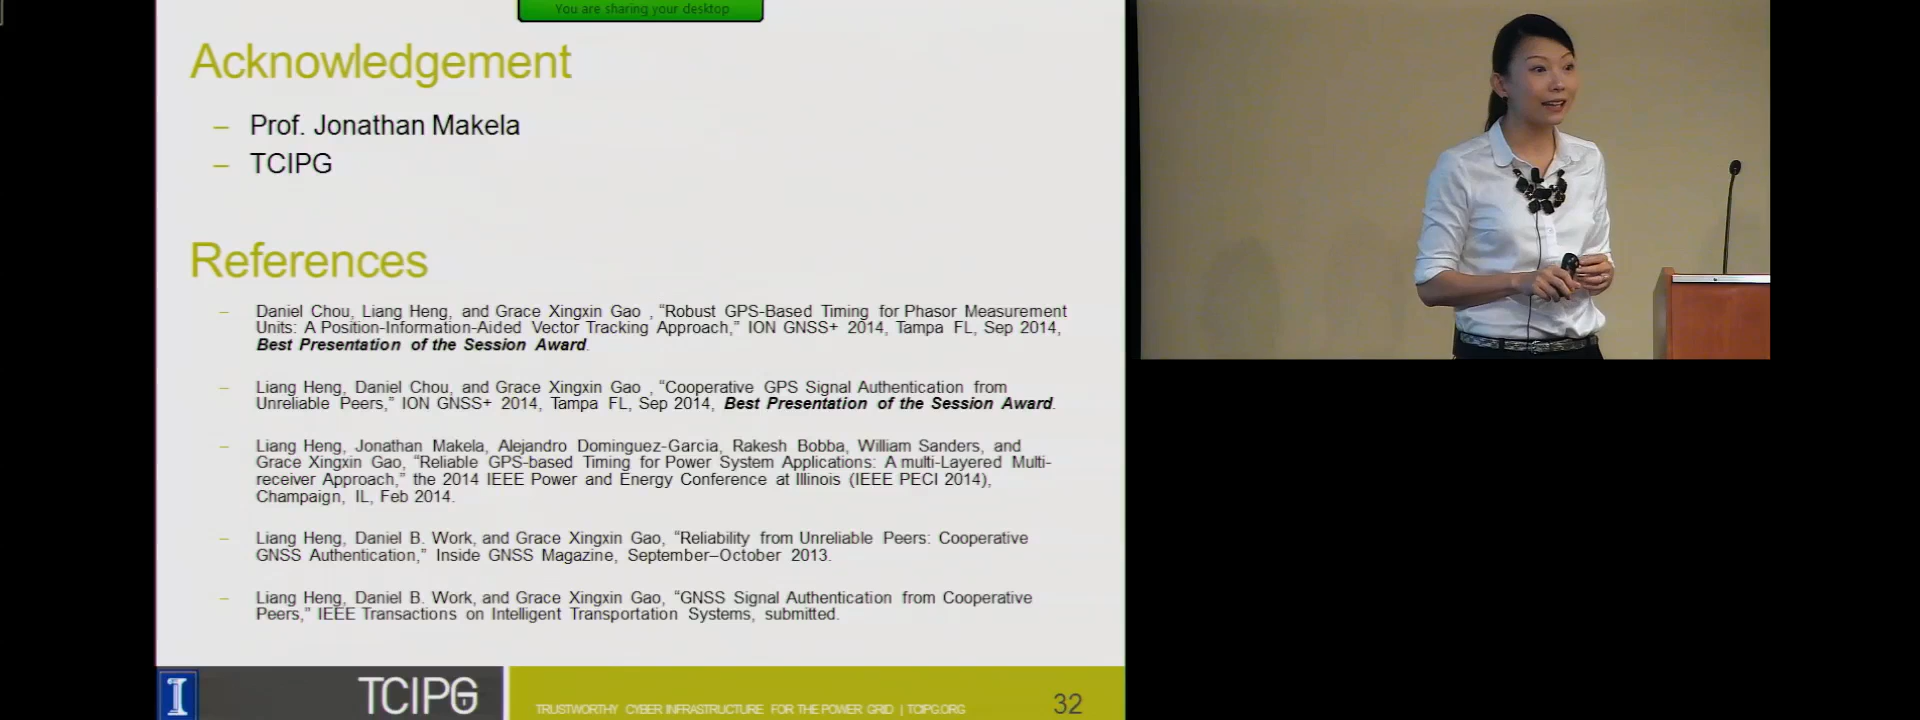 You are sharing your desktop
Acknowledgement
– Prof. Jonathan Makela
– TCIPG
References
– Daniel Chou, Liang Heng, and Grace Xingxin Gao , “Robust GPS-Based Timing for Phasor Measurement
Units: A Position-Information-Aided Vector Tracking Approach,” ION GNSS+ 2014, Tampa FL, Sep 2014,
Best Presentation of the Session Award.
– Liang Heng, Daniel Chou, and Grace Xingxin Gao , “Cooperative GPS Signal Authentication from
Unreliable Peers,” ION GNSS+ 2014, Tampa FL, Sep 2014, Best Presentation of the Session Award.
– Liang Heng, Jonathan Makela, Alejandro Dominguez-Garcia, Rakesh Bobba, William Sanders, and
Grace Xingxin Gao, “Reliable GPS-based Timing for Power System Applications: A multi-Layered Multi-
receiver Approach,” the 2014 IEEE Power and Energy Conference at Illinois (IEEE PECI 2014),
Champaign, IL, Feb 2014.
– Liang Heng, Daniel B. Work, and Grace Xingxin Gao, “Reliability from Unreliable Peers: Cooperative
GNSS Authentication,” Inside GNSS Magazine, September–October 2013.
– Liang Heng, Daniel B. Work, and Grace Xingxin Gao, “GNSS Signal Authentication from Cooperative
Peers,” IEEE Transactions on Intelligent Transportation Systems, submitted.
I TCIPG TRUSTWORTHY CYBER INFRASTRUCTURE FOR THE POWER GRID | TCIPG.ORG 32